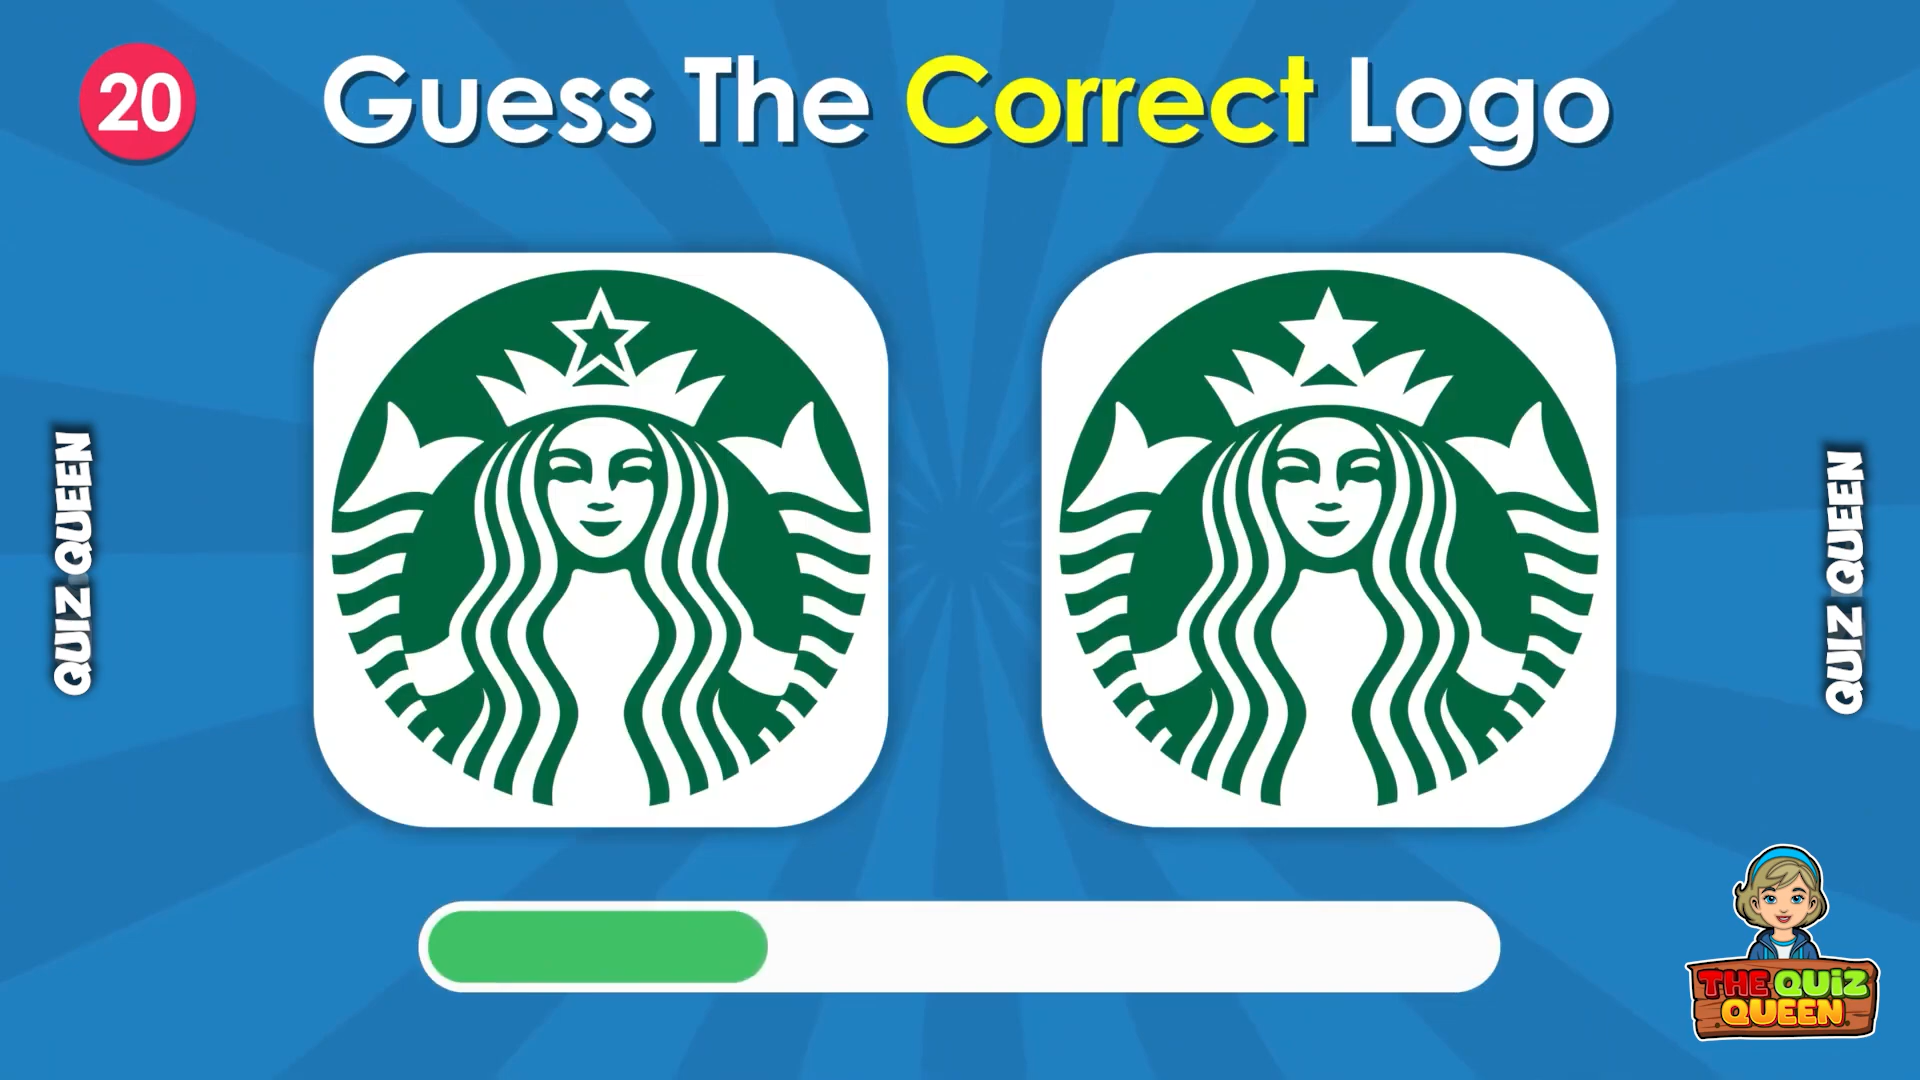 20
Guess The Correct Logo
QUIZ QUEEN
QUIZ QUEEN
THE QUIZ
QUEEN